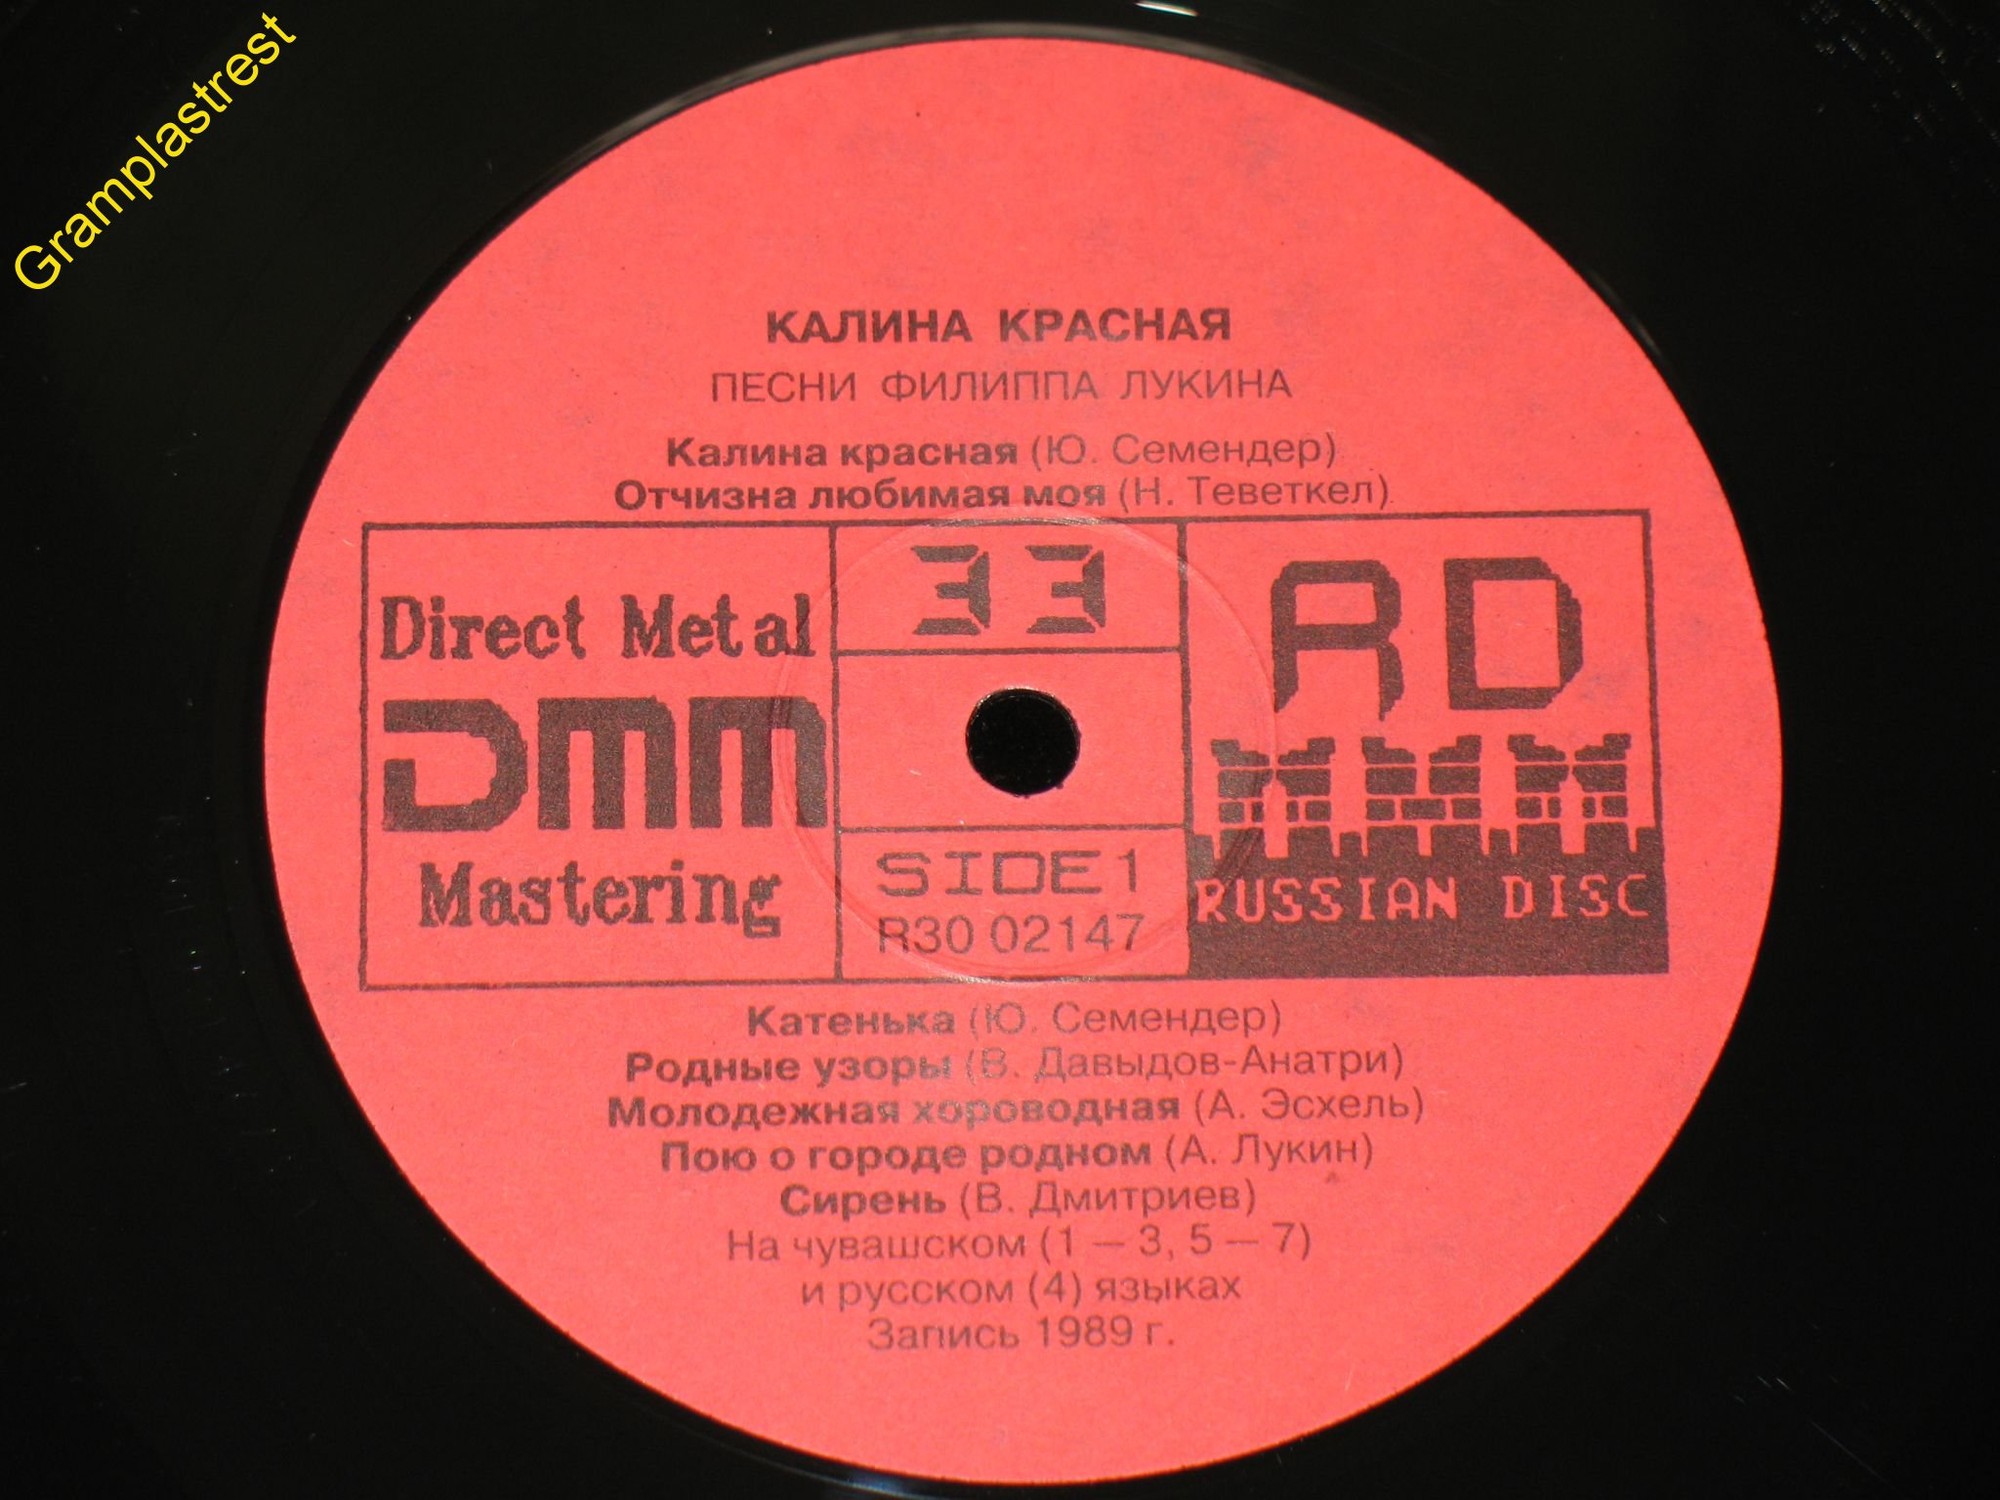 Gramplastrest
КАЛИНА КРАСНАЯ
ПЕСНИ ФИЛИППА ЛУКИНА
Калина красная (Ю. Семендер)
Отчизна любимая моя (Н. Теветкел)
Direct Metal
DMM
Mastering
33
SIDE 1
R30 02147
RD
RUSSIAN DISC
Катенька (Ю. Семендер)
Родные узоры (В. Давыдов-Анатри)
Молодежная хороводная (А. Эсхель)
Пою о городе родном (А. Лукин)
Сирень (В. Дмитриев)
На чувашском (1 — 3, 5 — 7)
и русском (4) языках
Запись 1989 г.